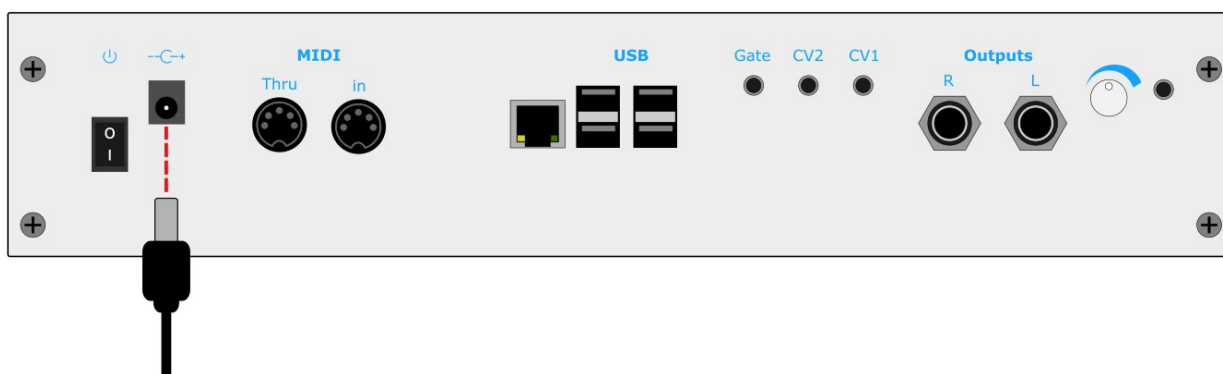 MIDI
Thru
in
USB
Gate
CV2
CV1
Outputs
R
L
O
I